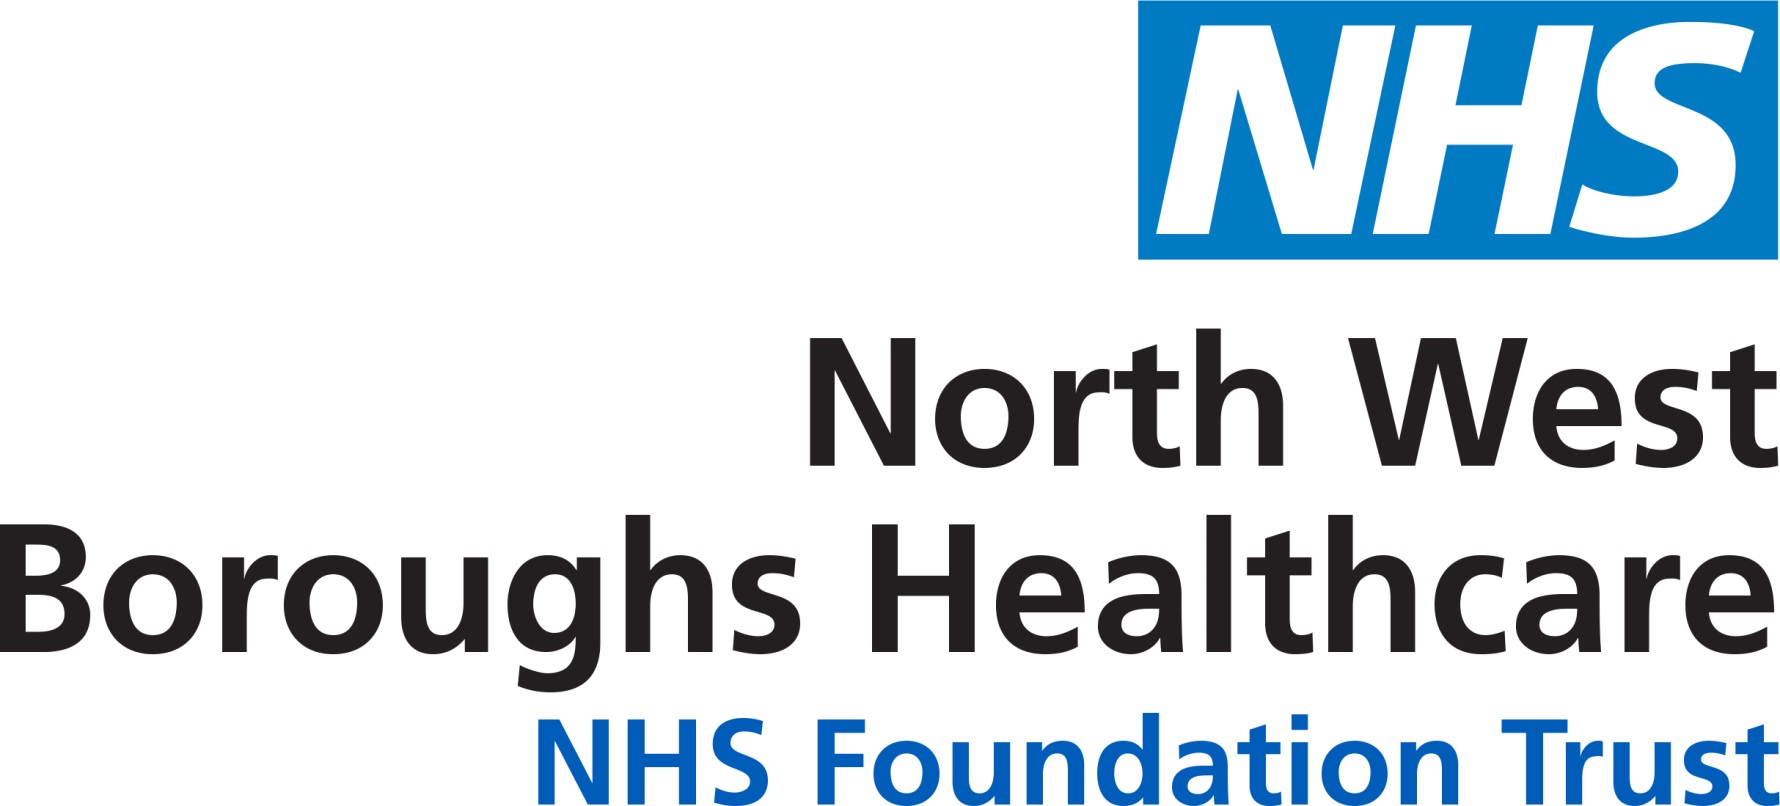 NHS
North West
Boroughs Healthcare
NHS Foundation Trust